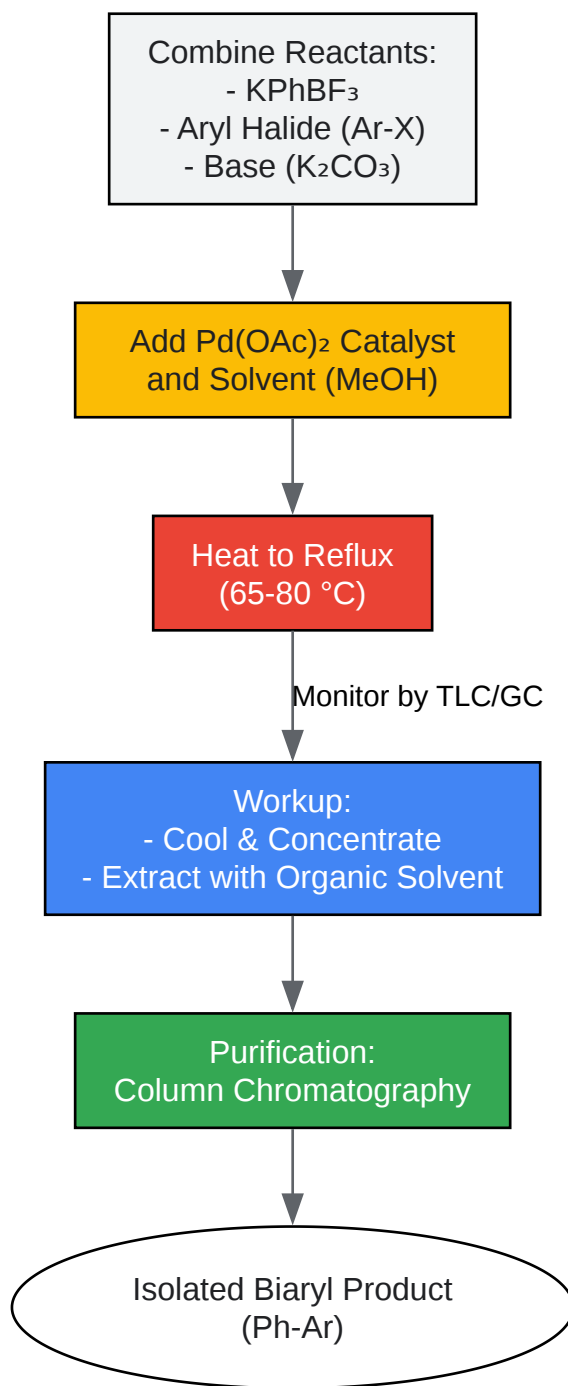 Combine Reactants:
- KPhBF₃
- Aryl Halide (Ar-X)
- Base (K₂CO₃)
Add Pd(OAc)₂ Catalyst
and Solvent (MeOH)
Heat to Reflux
(65-80 °C)
Monitor by TLC/GC
Workup:
- Cool & Concentrate
- Extract with Organic Solvent
Purification:
Column Chromatography
Isolated Biaryl Product
(Ph-Ar)